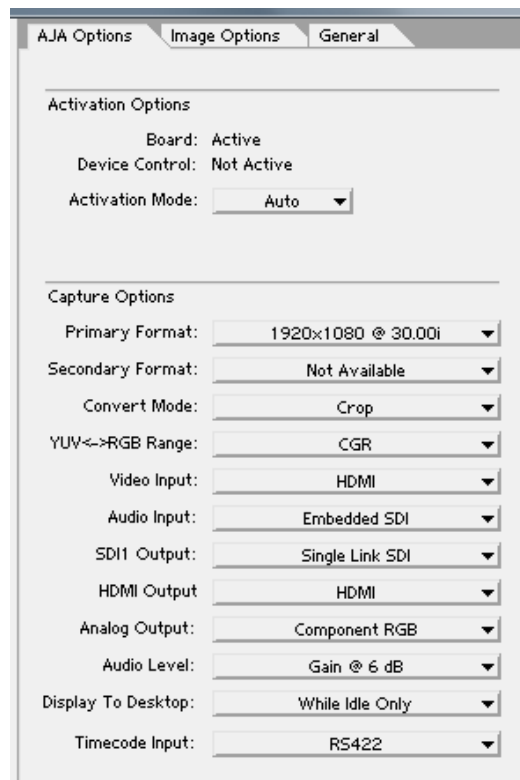 AJA Options Image Options General
Activation Options
Board: Active
Device Control: Not Active
Activation Mode: Auto
Capture Options
Primary Format: 1920x1080 @ 30.00i
Secondary Format: Not Available
Convert Mode: Crop
YUV<->RGB Range: CGR
Video Input: HDMI
Audio Input: Embedded SDI
SDI1 Output: Single Link SDI
HDMI Output HDMI
Analog Output: Component RGB
Audio Level: Gain @ 6 dB
Display To Desktop: While Idle Only
Timecode Input: RS422